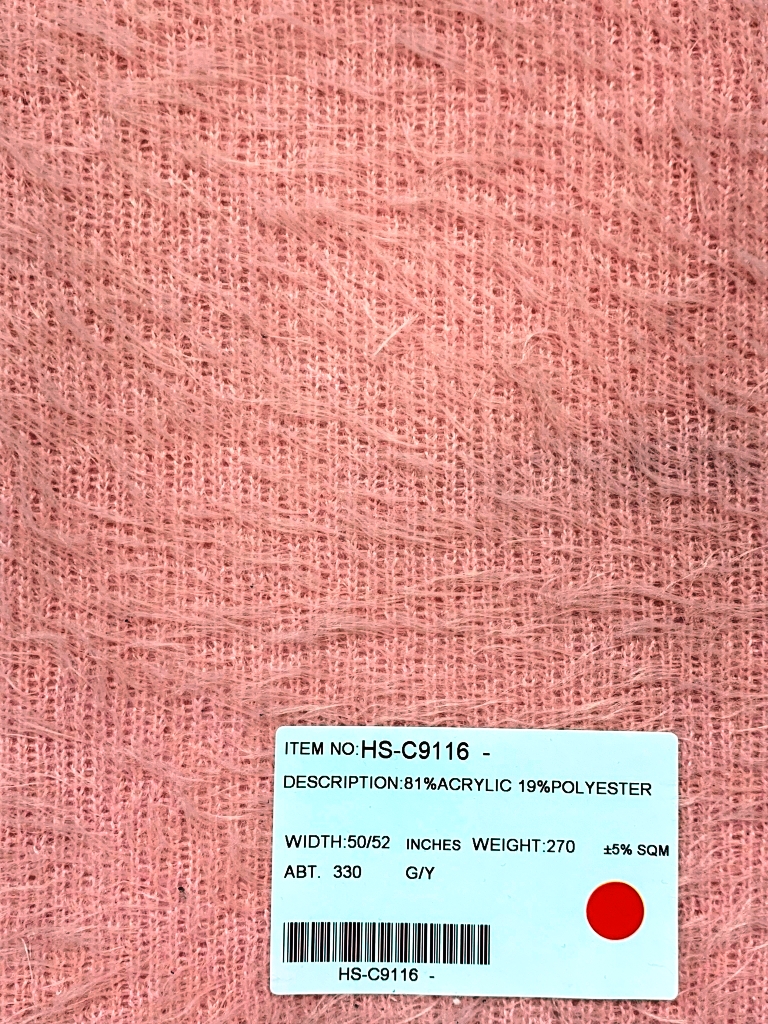 ITEM NO:HS-C9116 -
DESCRIPTION:81%ACRYLIC 19%POLYESTER
WIDTH:50/52 INCHES WEIGHT:270 ±5% SQM
ABT. 330 G/Y
HS-C9116 -